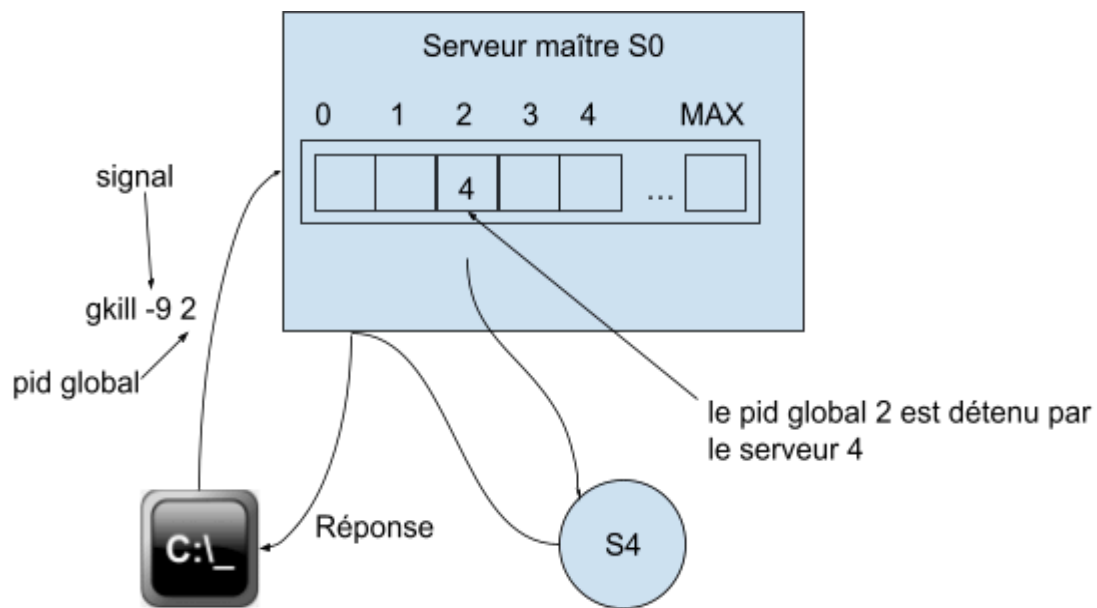 Serveur maître S0
0 1 2 3 4 MAX
4 ...
signal
gkill -9 2
pid global
le pid global 2 est détenu par
le serveur 4
Réponse
C:\_
S4